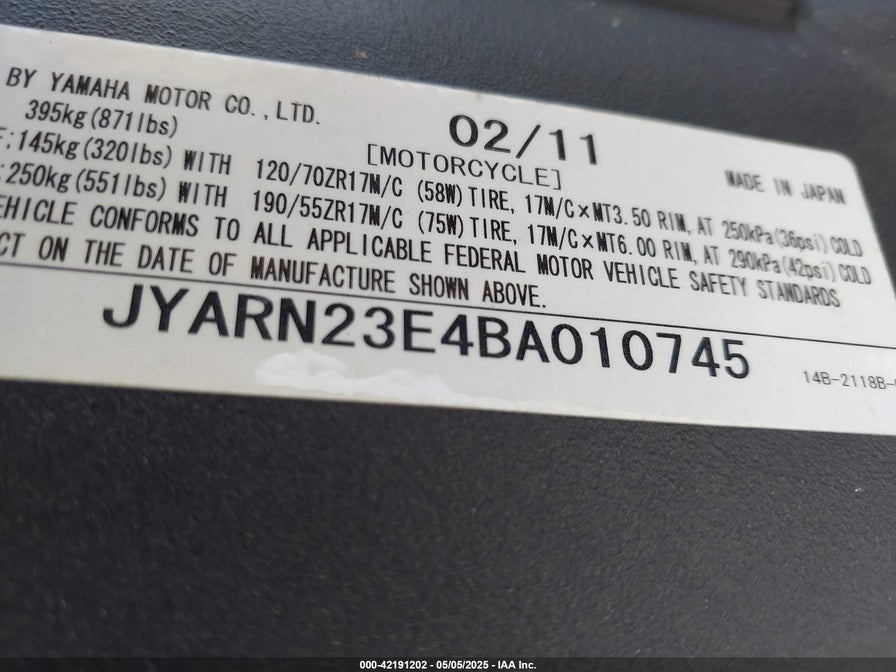 BY YAMAHA MOTOR CO.,LTD.
02/11
395kg(871lbs)
[MOTORCYCLE]
MADE IN JAPAN
F:145kg(320lbs) WITH 120/70ZR17M/C (58W)TIRE, 17M/C×MT3.50 RIM, AT 250kPa(36psi)COLD
:250kg(551lbs) WITH 190/55ZR17M/C (75W)TIRE, 17M/C×MT6.00 RIM, AT 290kPa(42psi)COLD
EHICLE CONFORMS TO ALL APPLICABLE FEDERAL MOTOR VEHICLE SAFETY STANDARDS
CT ON THE DATE OF MANUFACTURE SHOWN ABOVE.
JYARN23E4BA010745
14B-2118B-
000-42191202 - 05/05/2025 - IAA Inc.